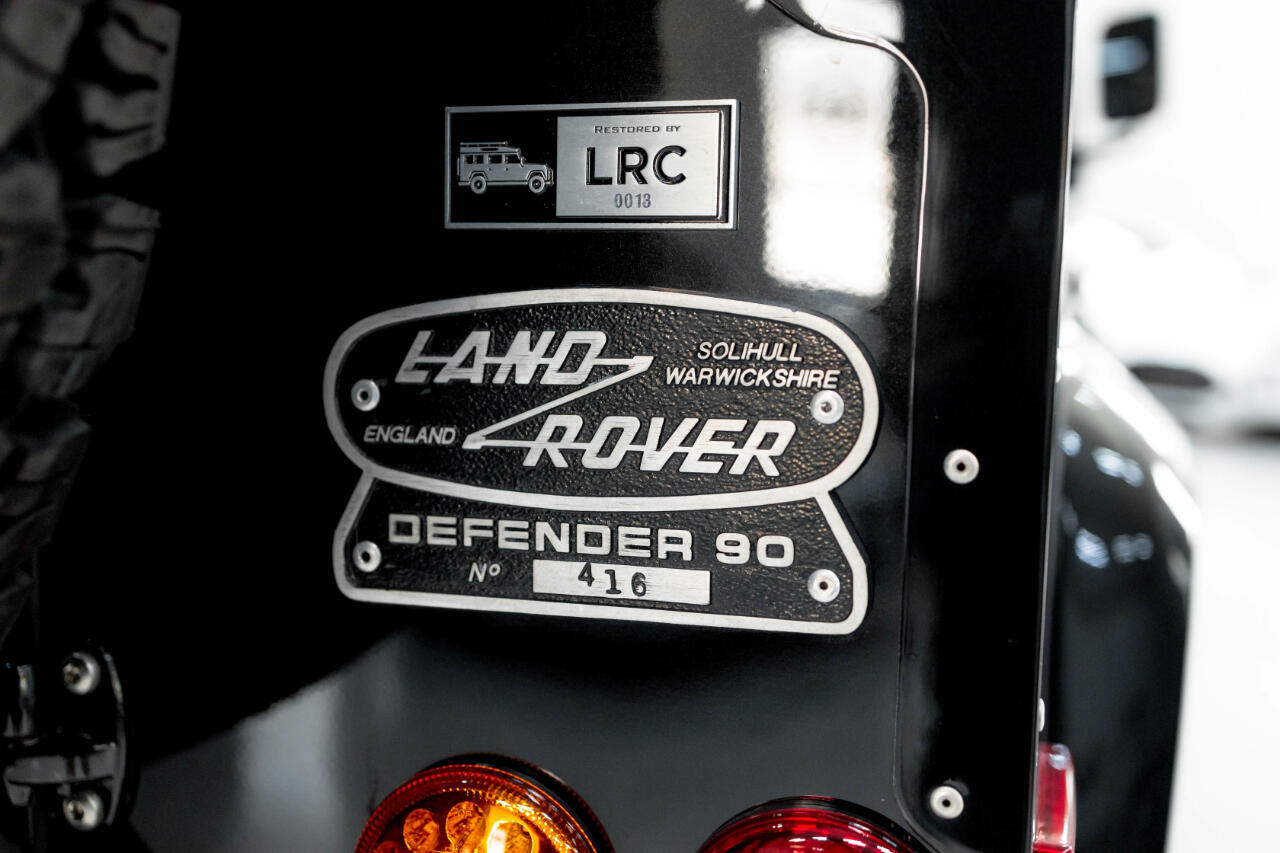 RESTORED BY
LRC
0013
LAND
SOLIHULL
WARWICKSHIRE
ENGLAND
ROVER
DEFENDER 90
Nº 416